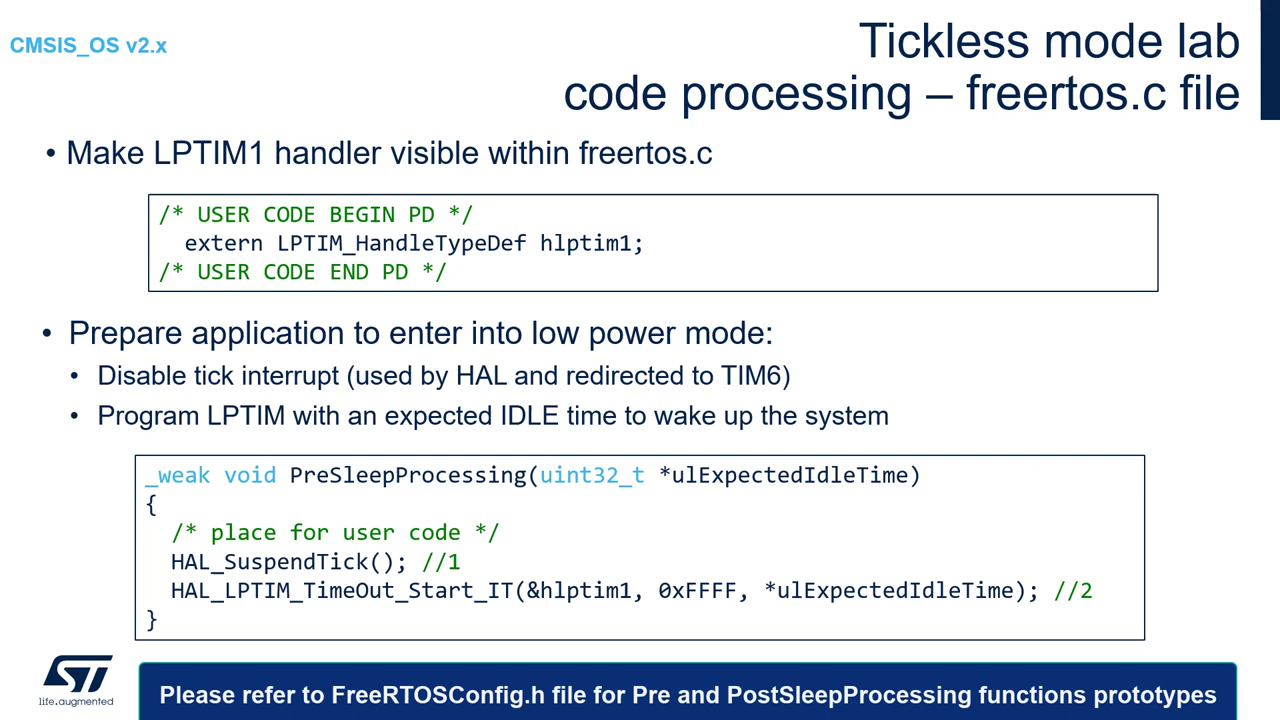 CMSIS_OS v2.x
Tickless mode lab
code processing – freertos.c file
• Make LPTIM1 handler visible within freertos.c
/* USER CODE BEGIN PD */
extern LPTIM_HandleTypeDef hlptim1;
/* USER CODE END PD */
• Prepare application to enter into low power mode:
• Disable tick interrupt (used by HAL and redirected to TIM6)
• Program LPTIM with an expected IDLE time to wake up the system
_weak void PreSleepProcessing(uint32_t *ulExpectedIdleTime)
{
/* place for user code */
HAL_SuspendTick(); //1
HAL_LPTIM_TimeOut_Start_IT(&hlptim1, 0xFFFF, *ulExpectedIdleTime); //2
}
ST
life.augmented
Please refer to FreeRTOSConfig.h file for Pre and PostSleepProcessing functions prototypes